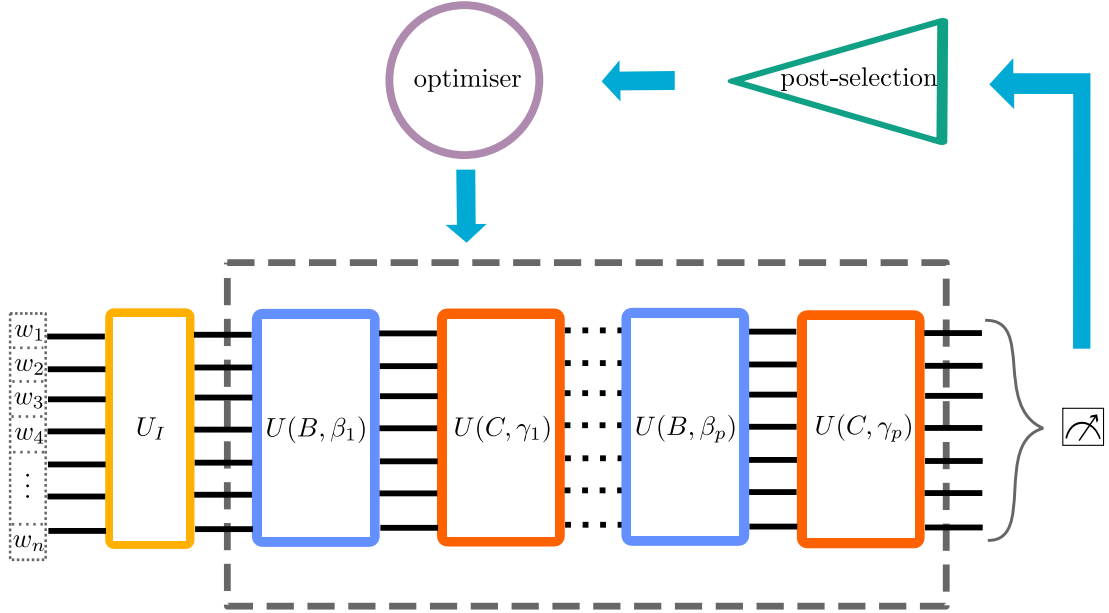 optimiser
post-selection
w₁
w₂
w₃
w₄
⋮
wₙ
U_I
U(B, β₁)
U(C, γ₁)
U(B, βₚ)
U(C, γₚ)